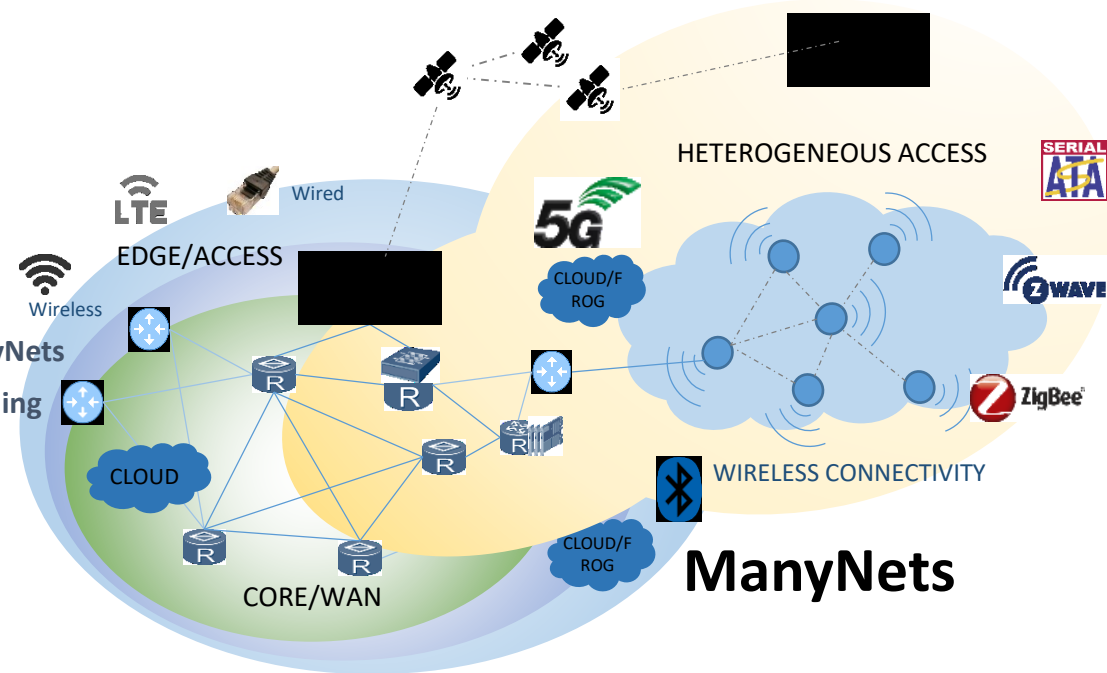 HETEROGENEOUS ACCESS
SERIAL
ATA
LTE
Wired
5G
EDGE/ACCESS
CLOUD/F
ROG
Z WAVE
Wireless
yNets
ing
R
R
R
R
ZigBee
CLOUD
WIRELESS CONNECTIVITY
R
R
CLOUD/F
ROG
ManyNets
CORE/WAN